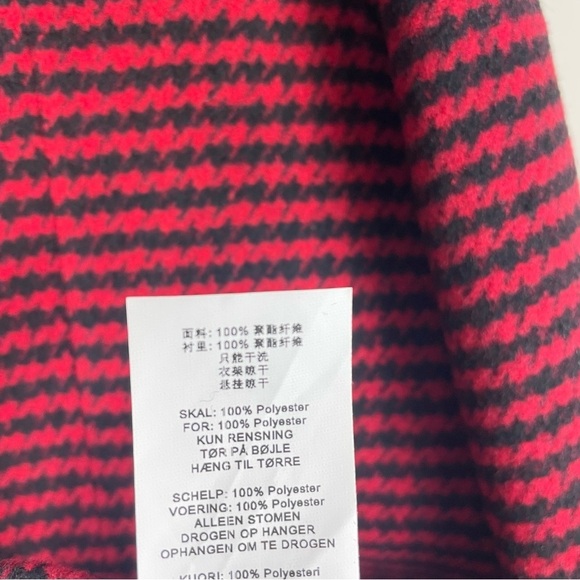 面料: 100% 聚酯纤维
衬里: 100% 聚酯纤维
只能干洗
衣架晾干
低挂晾干
SKAL: 100% Polyester
FOR: 100% Polyester
KUN RENSNING
TØR PÅ BØJLE
HÆNG TIL TØRRE
SCHELP: 100% Polyester
VOERING: 100% Polyester
ALLEEN STOMEN
DROGEN OP HANGER
OPHANGEN OM TE DROGEN
KUORI: 100% Polyesteri